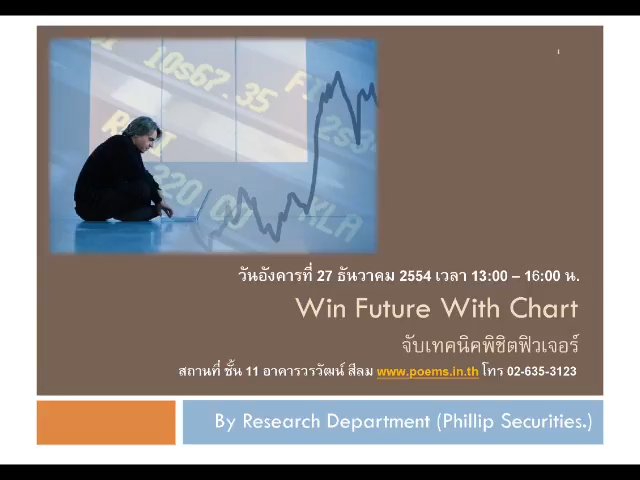 1
10s67.35
วันอังคารที่ 27 ธันวาคม 2554 เวลา 13:00 – 16:00 น.
Win Future With Chart
จับเทคนิคพิชิตฟิวเจอร์
สถานที่ ชั้น 11 อาคารวรวัฒน์ สีลม www.poems.in.th โทร 02-635-3123
By Research Department (Phillip Securities.)